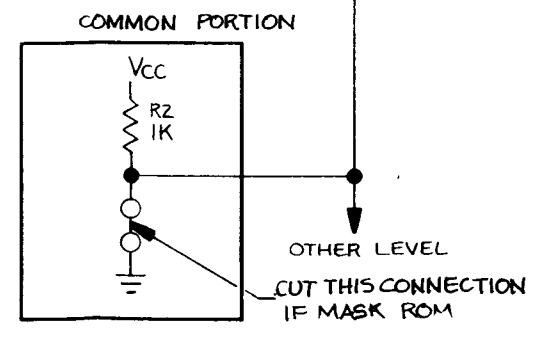 COMMON PORTION
VCC
R2
1K
OTHER LEVEL
CUT THIS CONNECTION
IF MASK ROM